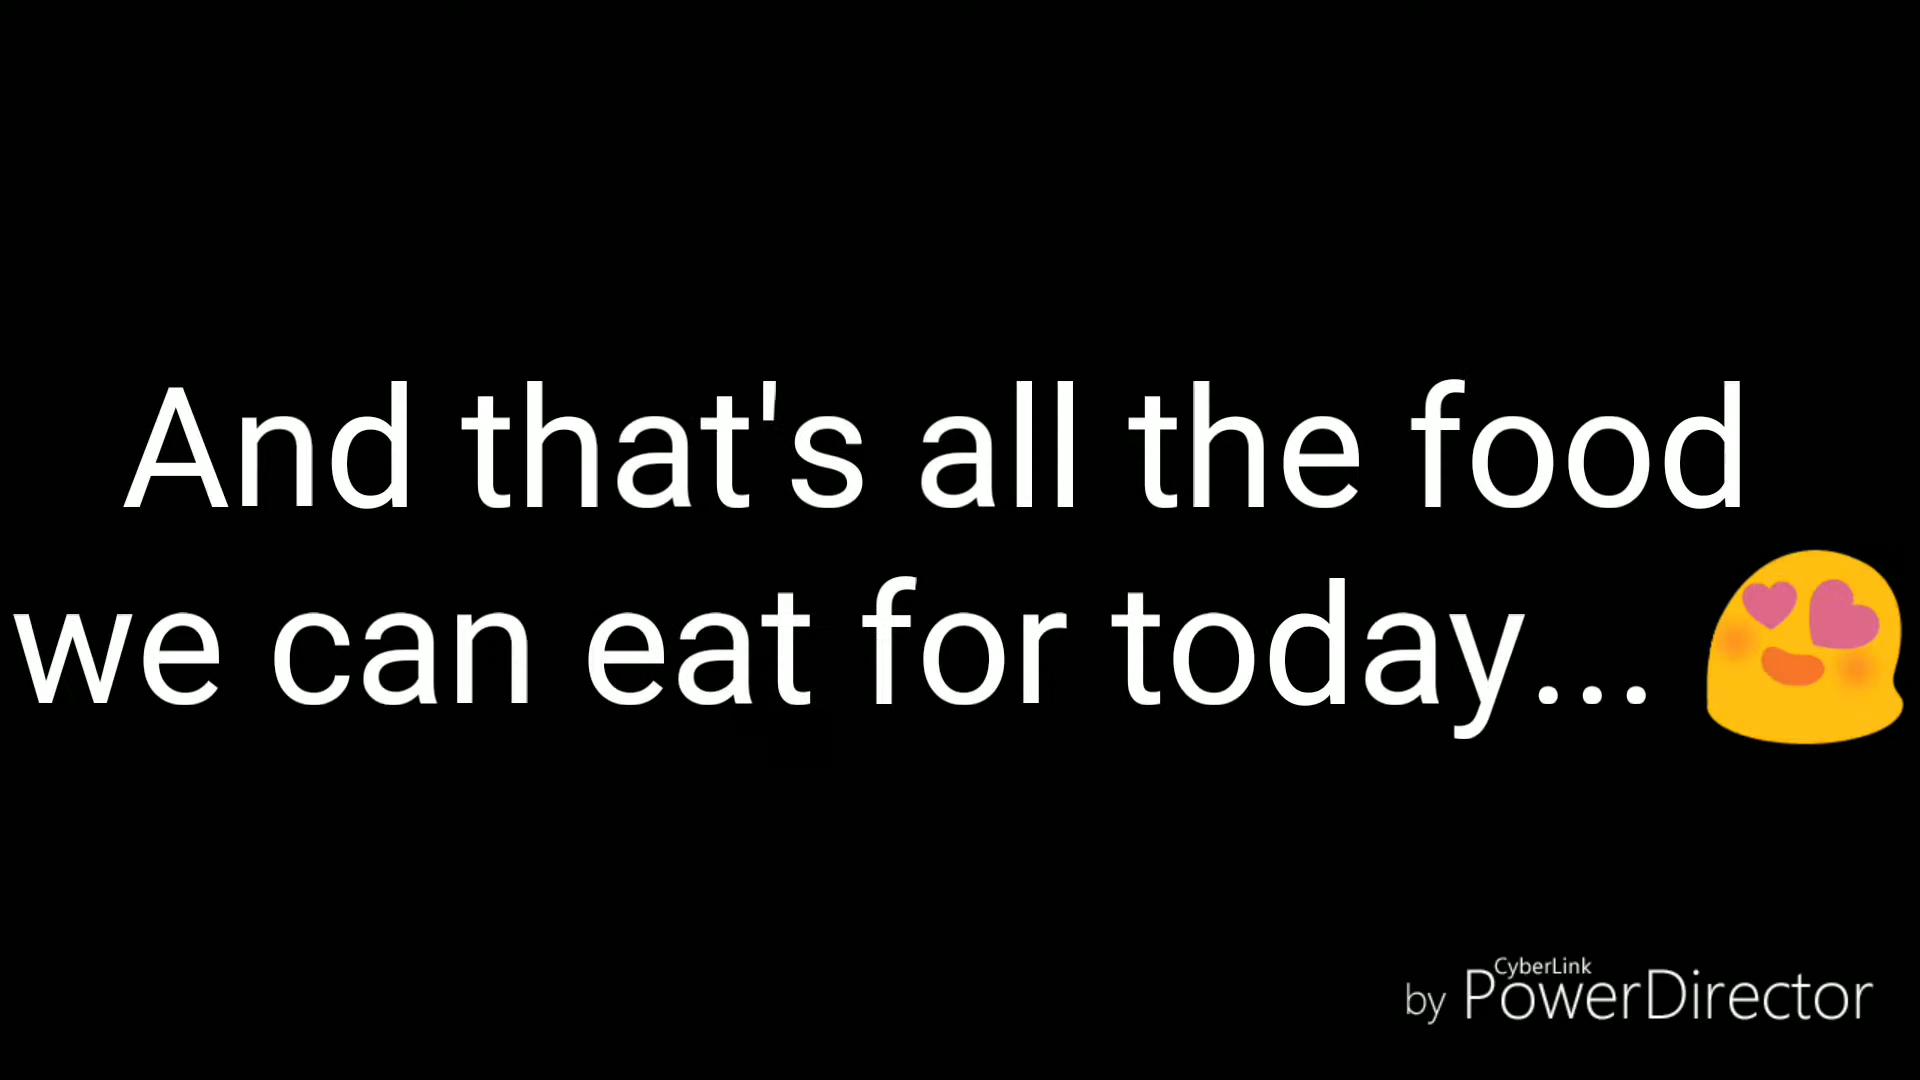 And that's all the food
we can eat for today... 😍
CyberLink
by PowerDirector